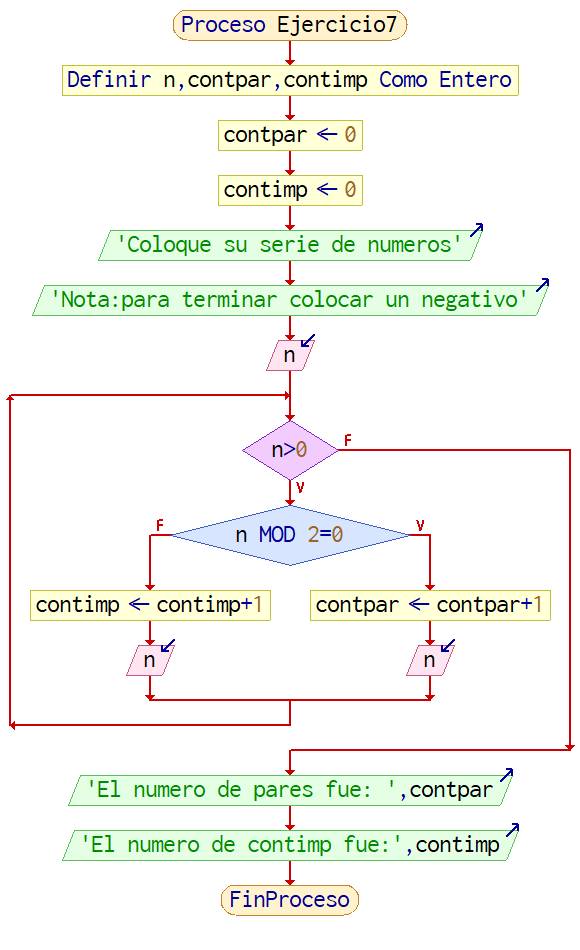 Proceso Ejercicio7
Definir n,contpar,contimp Como Entero
contpar ← 0
contimp ← 0
'Coloque su serie de numeros'
'Nota:para terminar colocar un negativo'
n
n>0
F
V
n MOD 2=0
F
V
contimp ← contimp+1
contpar ← contpar+1
n
n
'El numero de pares fue: ',contpar
'El numero de contimp fue:',contimp
FinProceso